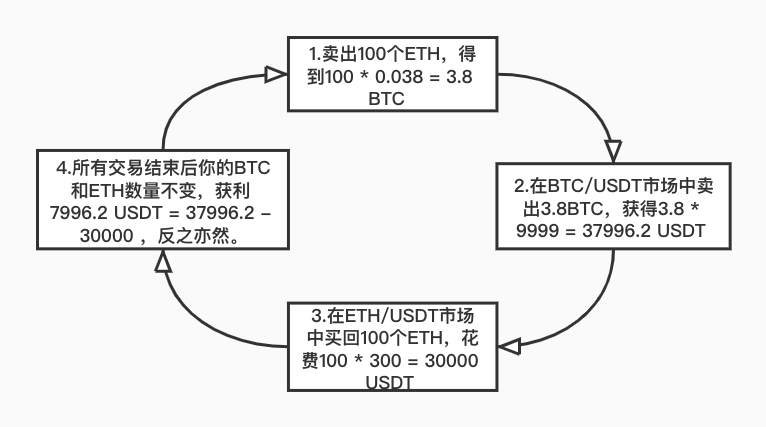 1.卖出100个ETH，得
到100 * 0.038 = 3.8
BTC
2.在BTC/USDT市场中卖
出3.8BTC，获得3.8 *
9999 = 37996.2 USDT
3.在ETH/USDT市场
中买回100个ETH，花
费100 * 300 = 30000
USDT
4.所有交易结束后你的BTC
和ETH数量不变，获利
7996.2 USDT = 37996.2 –
30000 ，反之亦然。